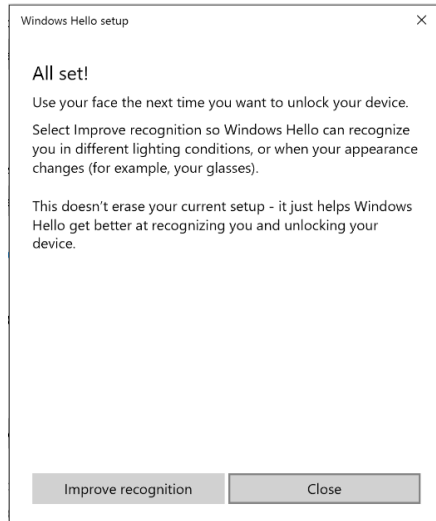 Windows Hello setup
All set!
Use your face the next time you want to unlock your device.
Select Improve recognition so Windows Hello can recognize
you in different lighting conditions, or when your appearance
changes (for example, your glasses).
This doesn't erase your current setup - it just helps Windows
Hello get better at recognizing you and unlocking your
device.
Improve recognition
Close